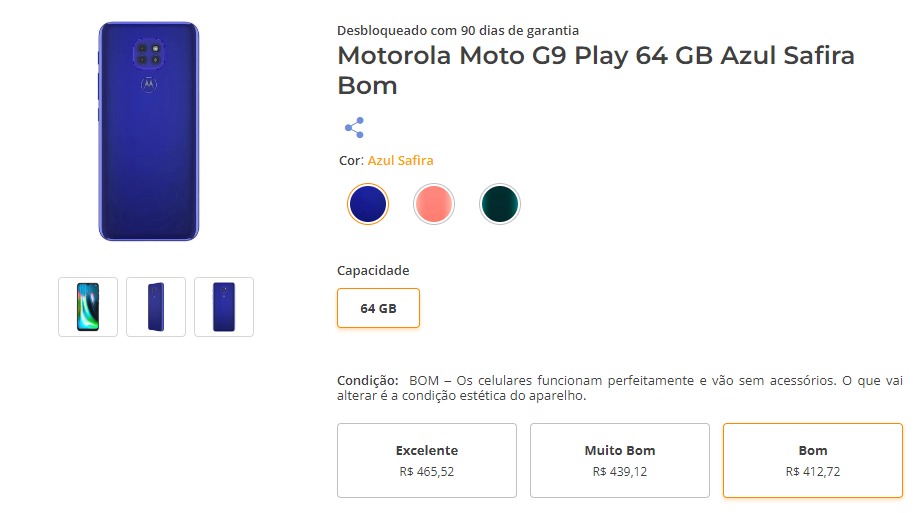 Desbloqueado com 90 dias de garantia
Motorola Moto G9 Play 64 GB Azul Safira
Bom
Cor: Azul Safira
Capacidade
64 GB
Condição: BOM – Os celulares funcionam perfeitamente e vão sem acessórios. O que vai
alterar é a condição estética do aparelho.
Excelente
R$ 465,52
Muito Bom
R$ 439,12
Bom
R$ 412,72